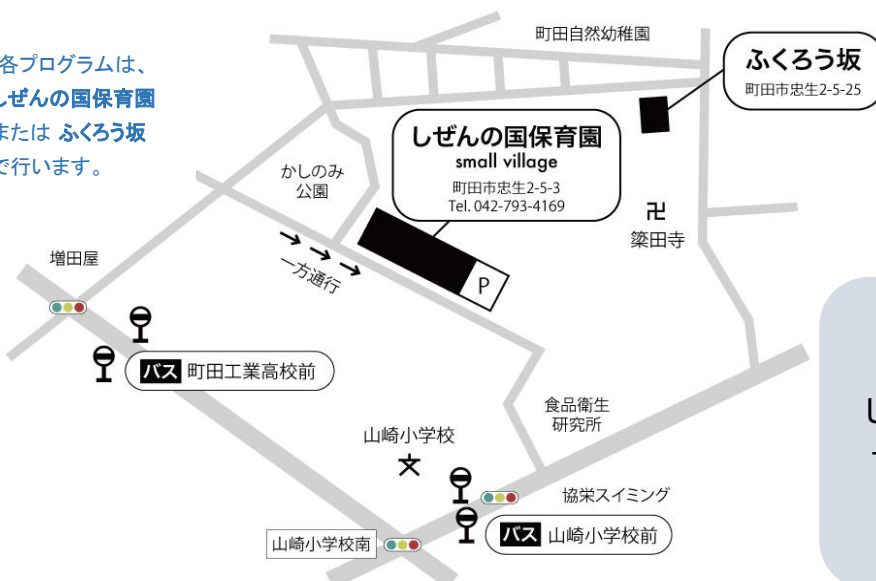 各プログラムは、
しぜんの国保育園
または ふくろう坂
で行います。
町田自然幼稚園
ふくろう坂
町田市忠生2-5-25
しぜんの国保育園
small village
町田市忠生2-5-3
Tel. 042-793-4169
かしのみ
公園
卍
簗田寺
増田屋
一方通行
P
バス 町田工業高校前
食品衛生
研究所
山崎小学校
文
協栄スイミング
バス 山崎小学校前
山崎小学校南